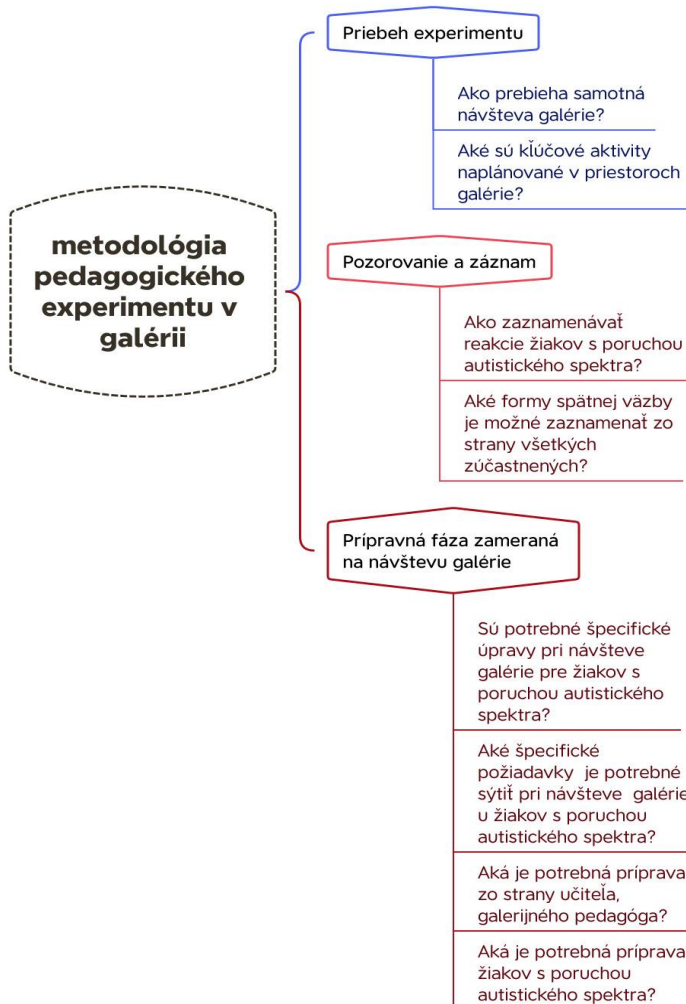 metodológia
pedagogického
experimentu v
galérii
Priebeh experimentu
Ako prebieha samotná
návšteva galérie?
Aké sú kľúčové aktivity
naplánované v priestoroch
galérie?
Pozorovanie a záznam
Ako zaznamenávať
reakcie žiakov s poruchou
autistického spektra?
Aké formy spätnej väzby
je možné zaznamenať zo
strany všetkých
zúčastnených?
Prípravná fáza zameraná
na návštevu galérie
Sú potrebné špecifické
úpravy pri návšteve
galérie pre žiakov s
poruchou autistického
spektra?
Aké špecifické
požiadavky je potrebné
sýtiť pri návšteve galérie
u žiakov s poruchou
autistického spektra?
Aká je potrebná príprava
zo strany učiteľa,
galerijného pedagóga?
Aká je potrebná príprava
žiakov s poruchou
autistického spektra?